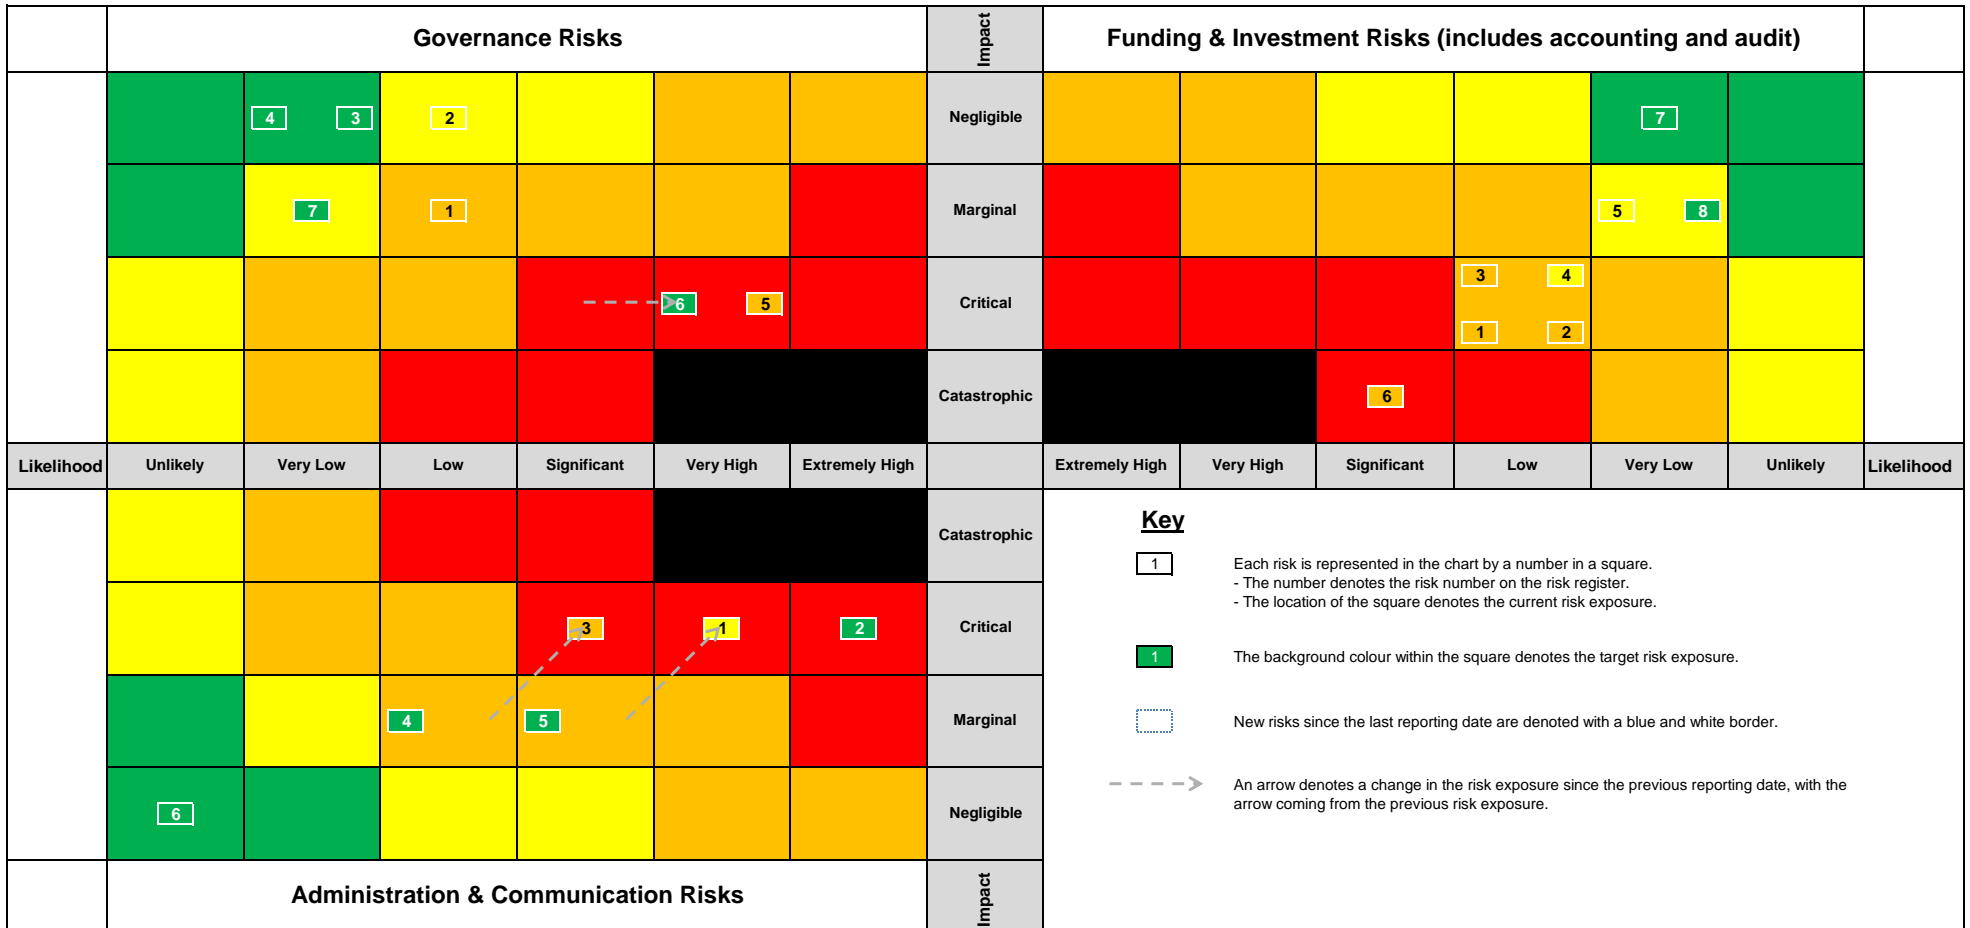 Governance Risks
Impact
Funding & Investment Risks (includes accounting and audit)
4 3 2
Negligible
7
7 1
Marginal
5 8
6 5
Critical
3 4
1 2
Catastrophic
6
Likelihood Unlikely Very Low Low Significant Very High Extremely High
Extremely High Very High Significant Low Very Low Unlikely Likelihood
Catastrophic
3 1 2
Critical
4 5
Marginal
6
Negligible
Administration & Communication Risks
Impact
Key
1 Each risk is represented in the chart by a number in a square.
- The number denotes the risk number on the risk register.
- The location of the square denotes the current risk exposure.
1 The background colour within the square denotes the target risk exposure.
New risks since the last reporting date are denoted with a blue and white border.
An arrow denotes a change in the risk exposure since the previous reporting date, with the
arrow coming from the previous risk exposure.